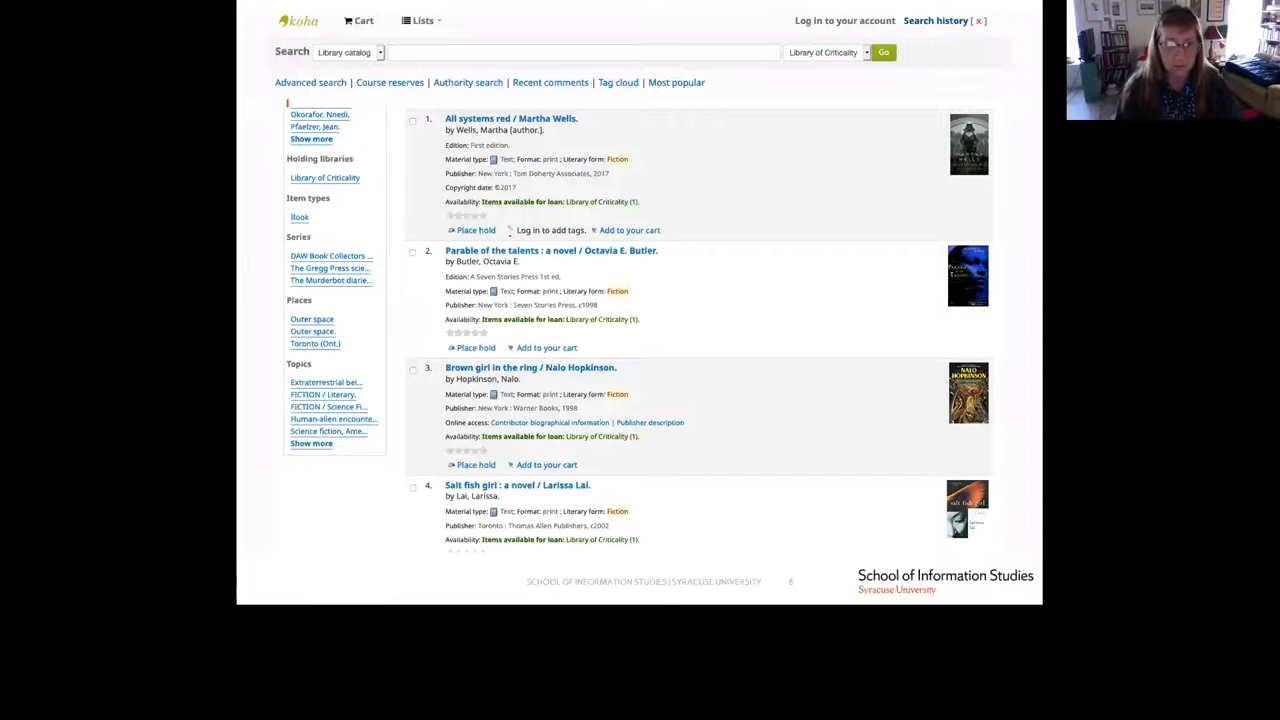 koha
Cart
Lists
Log in to your account
Search history [ x ]
Search
Library catalog
Library of Criticality
Go
Advanced search | Course reserves | Authority search | Recent comments | Tag cloud | Most popular
Okorafor, Nnedi,
Pfaelzer, Jean.
Show more
Holding libraries
Library of Criticality
Item types
Book
Series
DAW Book Collectors ...
The Gregg Press scie...
The Murderbot diarie...
Places
Outer space
Outer space.
Toronto (Ont.)
Topics
Extraterrestrial bei...
FICTION / Literary.
FICTION / Science Fi...
Human-alien encounte...
Science fiction, Ame...
Show more
1.
All systems red / Martha Wells.
by Wells, Martha [author.].
Edition: First edition.
Material type: Text; Format: print ; Literary form: Fiction
Publisher: New York : Tom Doherty Associates, 2017
Copyright date: ©2017
Availability: Items available for loan: Library of Criticality (1).
Place hold
Log in to add tags.
Add to your cart
MARTHA
WELLS
2.
Parable of the talents : a novel / Octavia E. Butler.
by Butler, Octavia E.
Edition: A Seven Stories Press 1st ed.
Material type: Text; Format: print ; Literary form: Fiction
Publisher: New York : Seven Stories Press, c1998
Availability: Items available for loan: Library of Criticality (1).
Place hold
Add to your cart
3.
Brown girl in the ring / Nalo Hopkinson.
by Hopkinson, Nalo.
Material type: Text; Format: print ; Literary form: Fiction
Publisher: New York : Warner Books, 1998
Online access: Contributor biographical information | Publisher description
Availability: Items available for loan: Library of Criticality (1).
Place hold
Add to your cart
NALO
HOPKINSON
4.
Salt fish girl : a novel / Larissa Lai.
by Lai, Larissa.
Material type: Text; Format: print ; Literary form: Fiction
Publisher: Toronto : Thomas Allen Publishers, c2002
Availability: Items available for loan: Library of Criticality (1).
salt fish girl
larissa
lai
SCHOOL OF INFORMATION STUDIES | SYRACUSE UNIVERSITY
School of Information Studies
Syracuse University